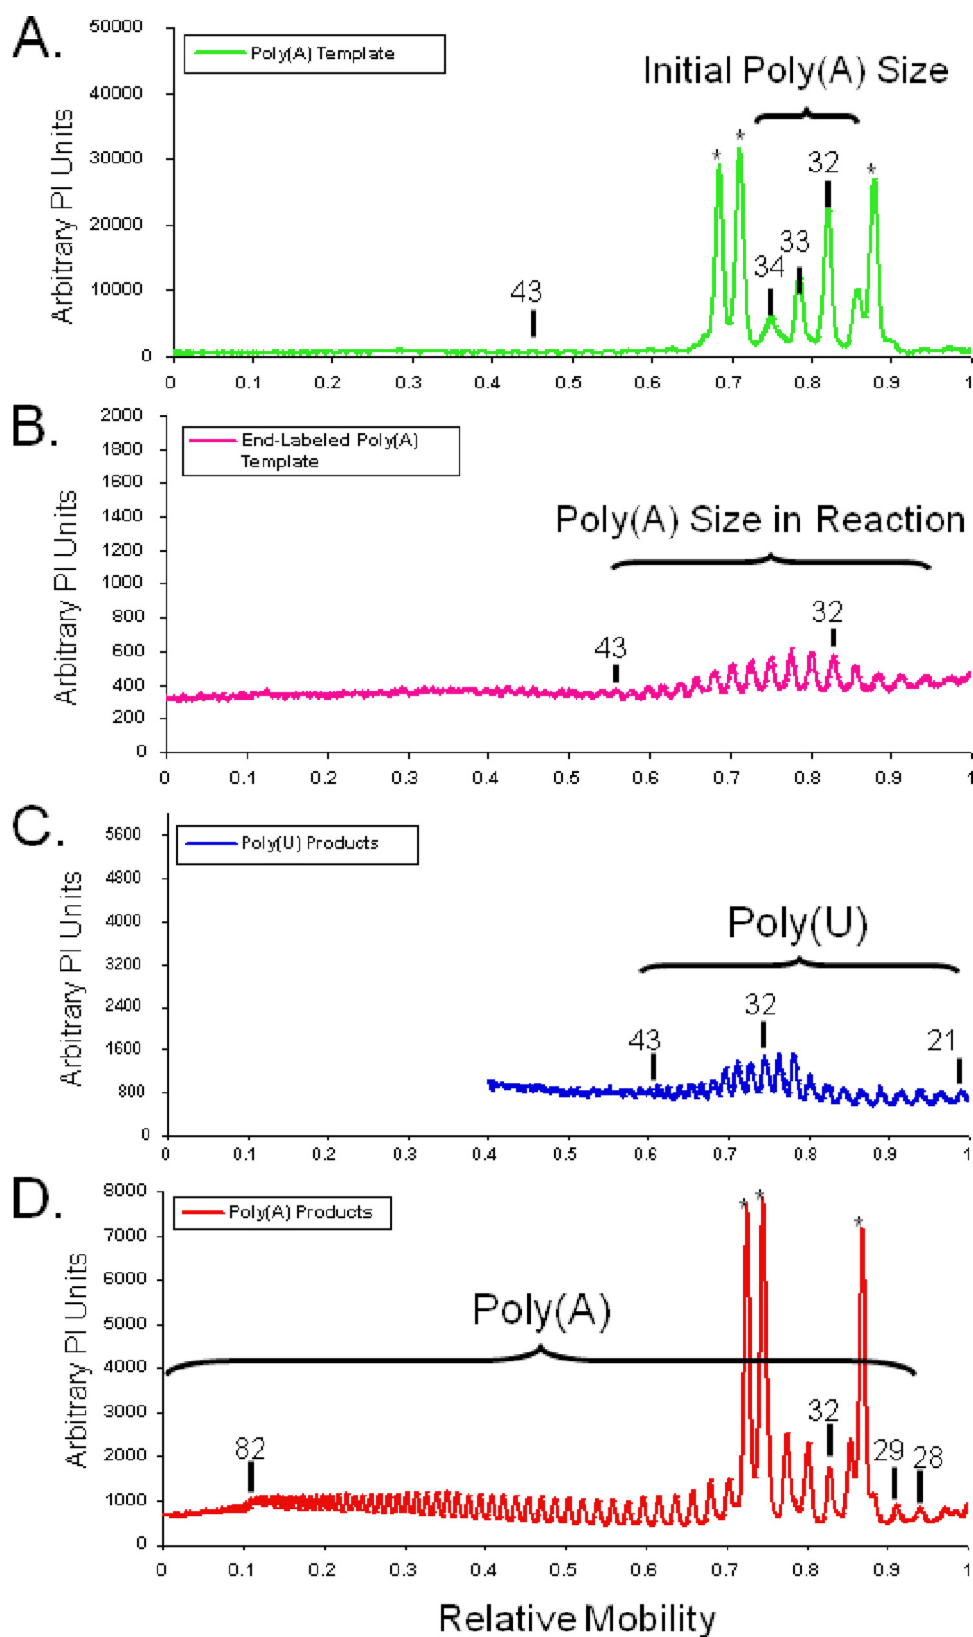 A.
50000
Poly(A) Template
Initial Poly(A) Size
40000
30000
* * 32 *
20000
34 33
10000
43
0
Arbitrary PI Units
0 0.1 0.2 0.3 0.4 0.5 0.6 0.7 0.8 0.9 1
B.
2000
End-Labeled Poly(A)
Template
1800
1600
1400
Poly(A) Size in Reaction
1200
1000
800
32
600
43
400
200
0
Arbitrary PI Units
0 0.1 0.2 0.3 0.4 0.5 0.6 0.7 0.8 0.9 1
C.
5600
Poly(U) Products
4800
4000
Poly(U)
3200
2400
32
1600
43 21
800
0
Arbitrary PI Units
0 0.1 0.2 0.3 0.4 0.5 0.6 0.7 0.8 0.9 1
D.
8000
Poly(A) Products
* * *
7000
6000
5000
Poly(A)
4000
3000
32
2000
82 29 28
1000
0
Arbitrary PI Units
0 0.1 0.2 0.3 0.4 0.5 0.6 0.7 0.8 0.9 1
Relative Mobility